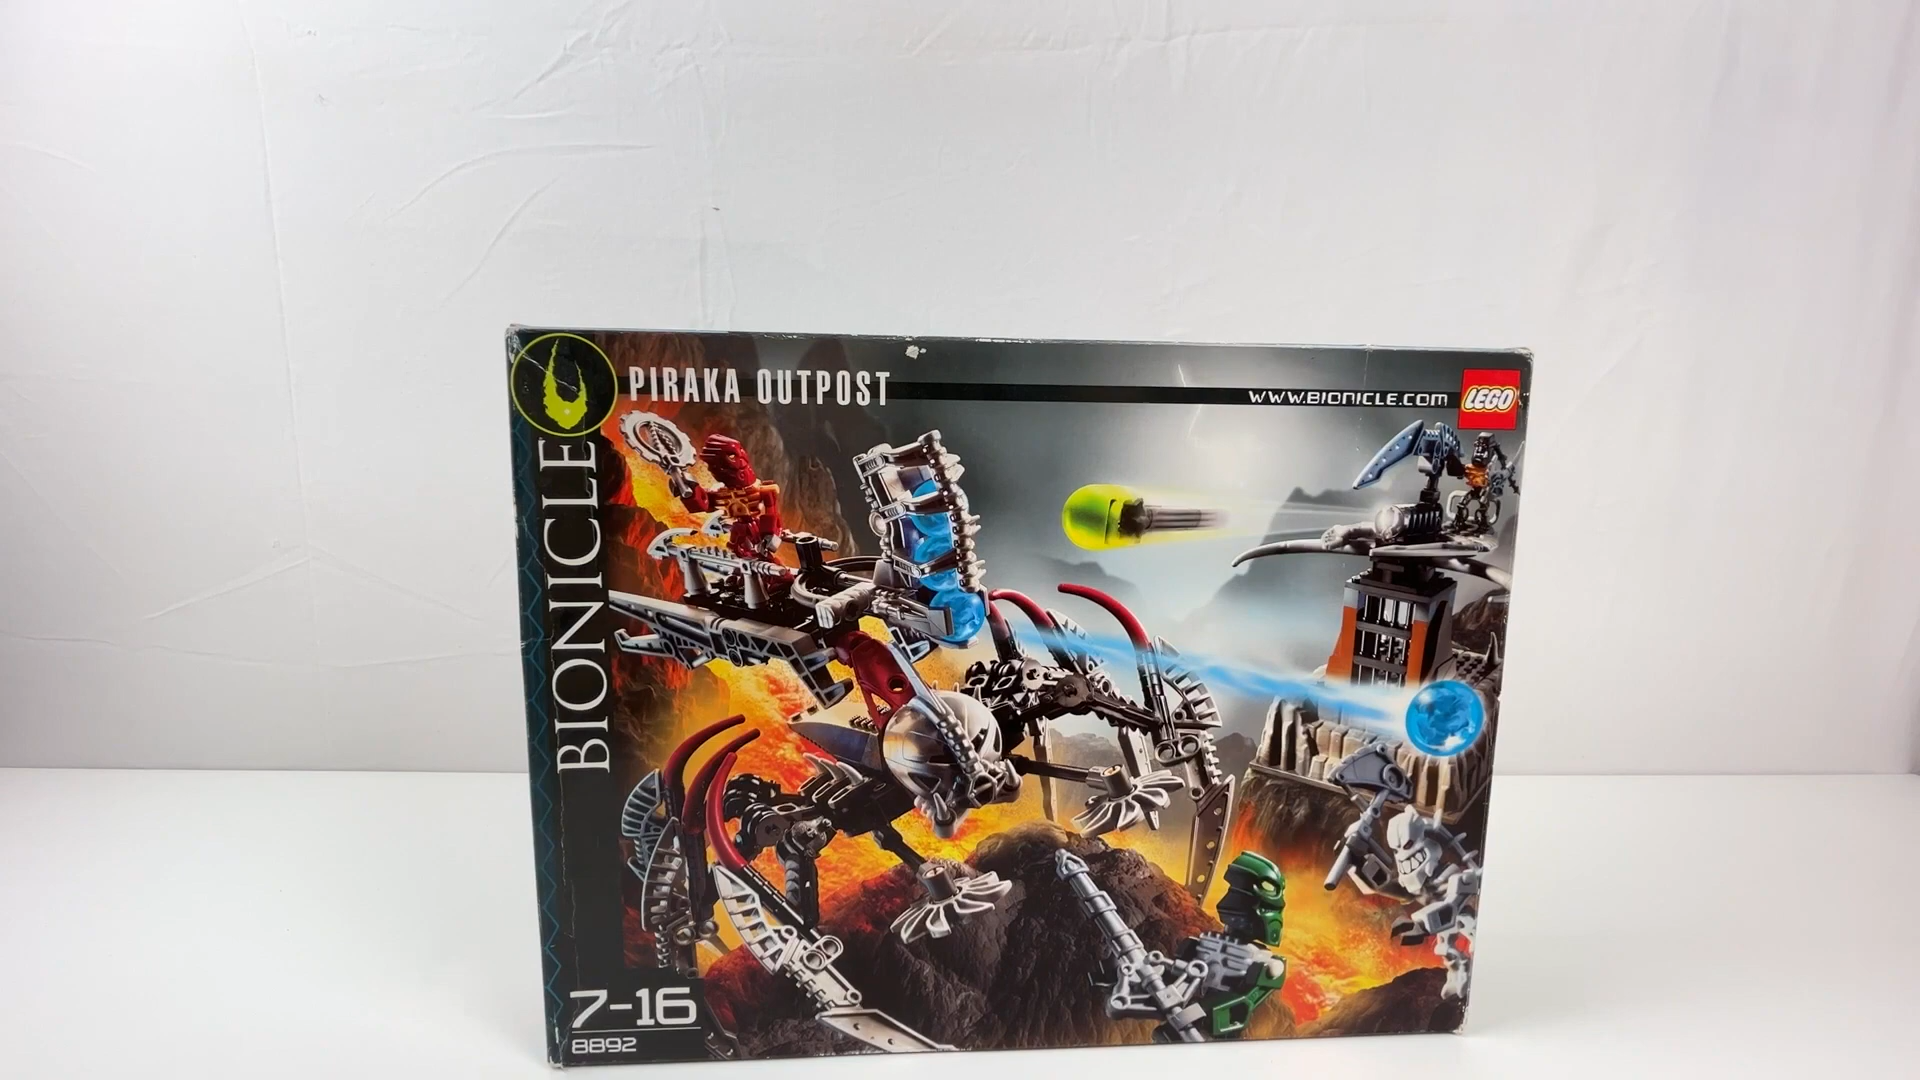 PIRAKA OUTPOST
WWW.BIONICLE.COM
LEGO
BIONICLE
7-16
8892